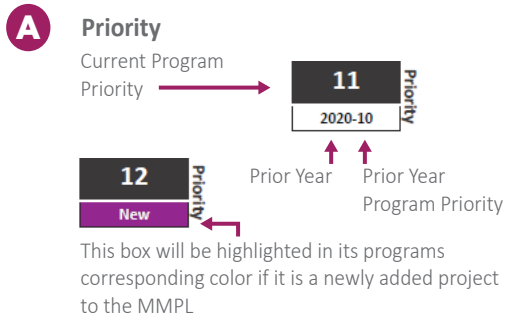 A
Priority
Current Program
Priority
11
Priority
2020-10
Prior Year
Prior Year
Program Priority
12
Priority
New
This box will be highlighted in its programs
corresponding color if it is a newly added project
to the MMPL